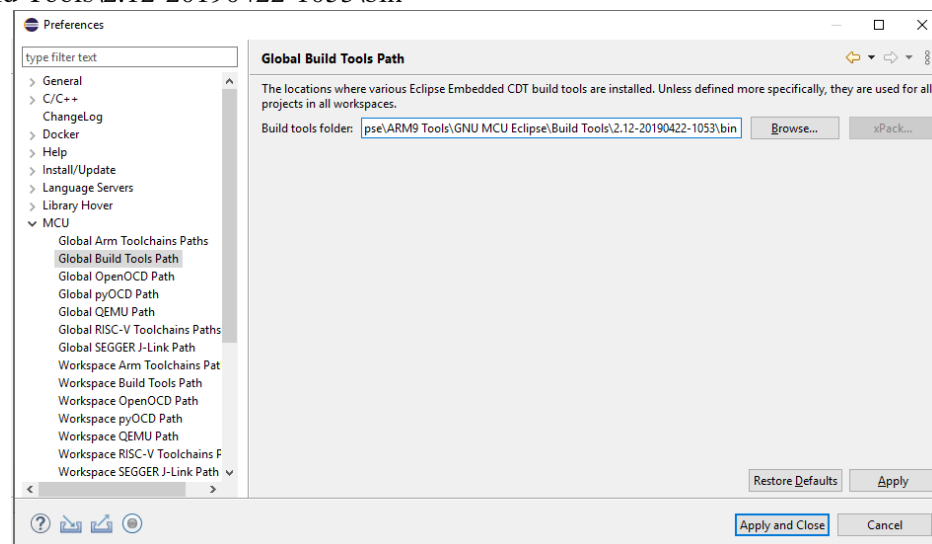 d Tools\2.12-20190422-1053\bin
Preferences
type filter text
General
C/C++
ChangeLog
Docker
Help
Install/Update
Language Servers
Library Hover
MCU
Global Arm Toolchains Paths
Global Build Tools Path
Global OpenOCD Path
Global pyOCD Path
Global QEMU Path
Global RISC-V Toolchains Paths
Global SEGGER J-Link Path
Workspace Arm Toolchains Pat
Workspace Build Tools Path
Workspace OpenOCD Path
Workspace pyOCD Path
Workspace QEMU Path
Workspace RISC-V Toolchains P
Workspace SEGGER J-Link Path
Global Build Tools Path
The locations where various Eclipse Embedded CDT build tools are installed. Unless defined more specifically, they are used for all
projects in all workspaces.
Build tools folder: pse\ARM9 Tools\GNU MCU Eclipse\Build Tools\2.12-20190422-1053\bin Browse... xPack...
Restore Defaults Apply
Apply and Close Cancel